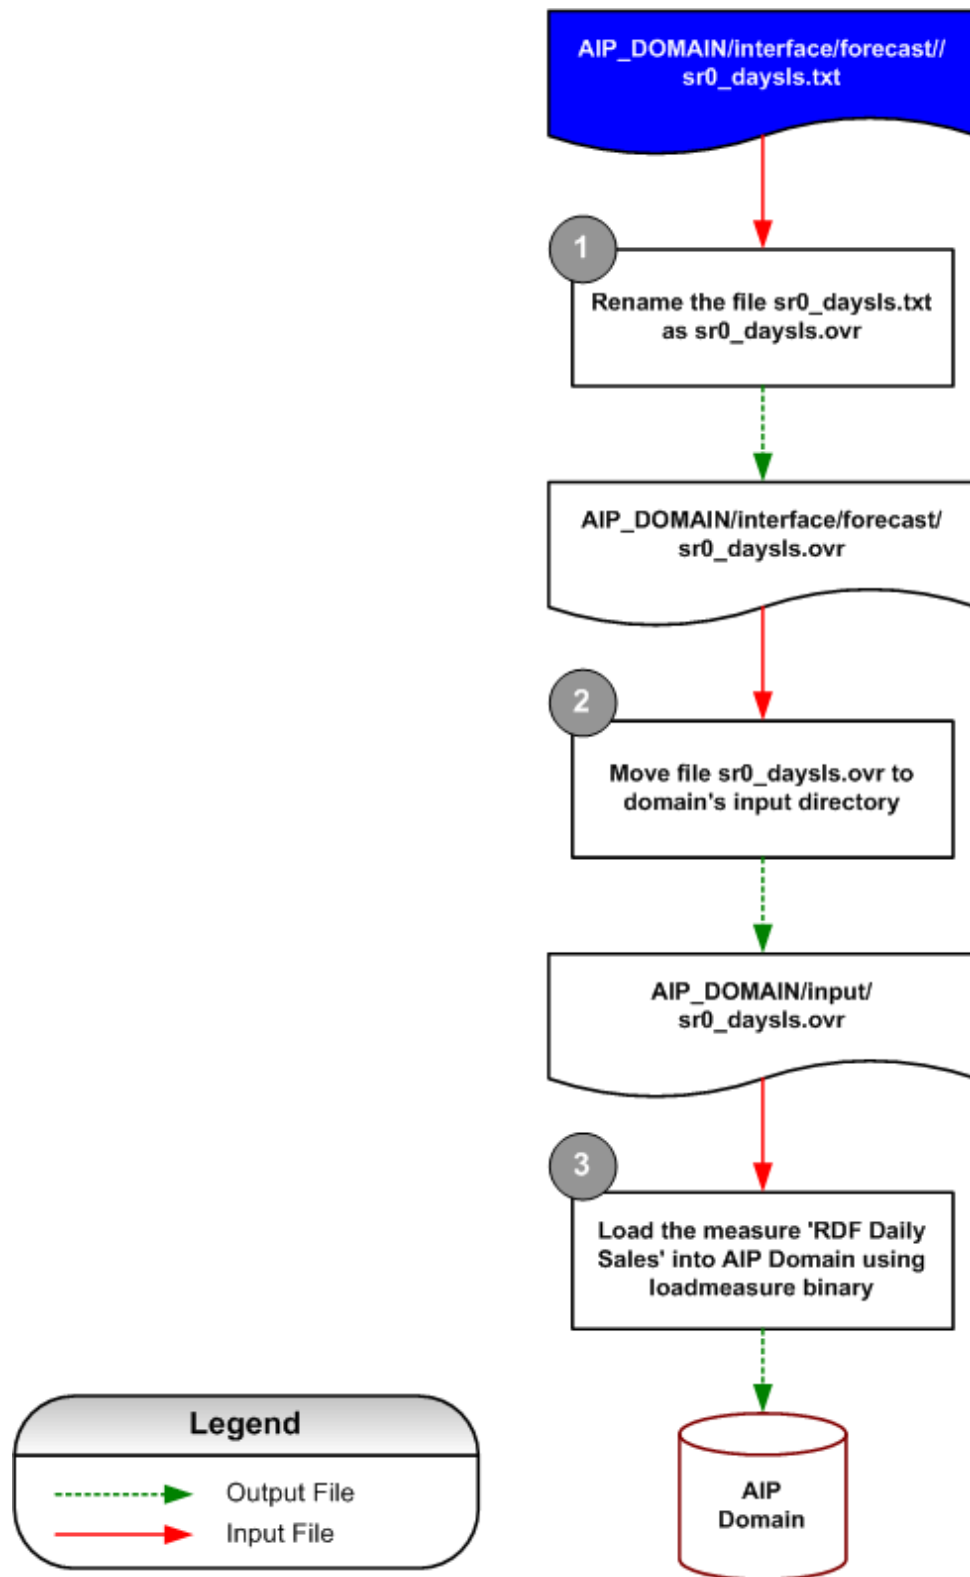 AIP_DOMAIN/interface/forecast//
sr0_daysls.txt
1
Rename the file sr0_daysls.txt
as sr0_daysls.ovr
AIP_DOMAIN/interface/forecast/
sr0_daysls.ovr
2
Move file sr0_daysls.ovr to
domain's input directory
AIP_DOMAIN/input/
sr0_daysls.ovr
3
Load the measure 'RDF Daily
Sales' into AIP Domain using
loadmeasure binary
Legend
Output File
Input File
AIP
Domain